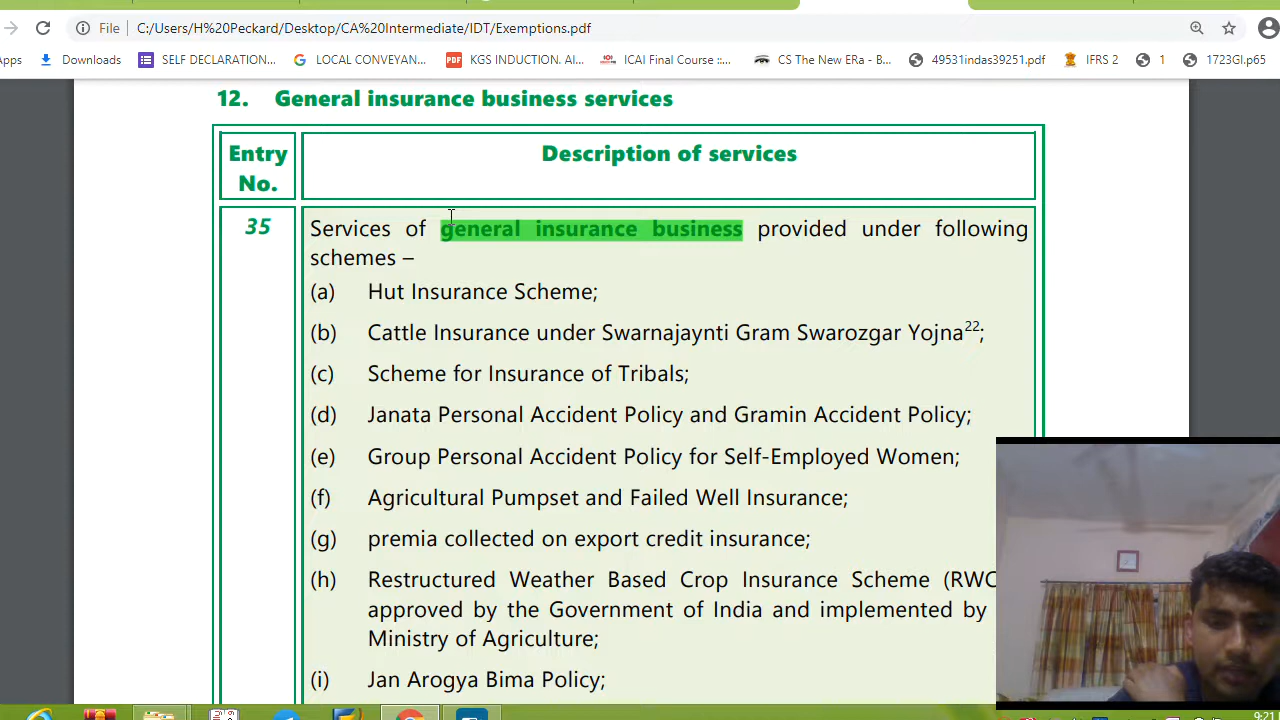 File C:/Users/H%20Peckard/Desktop/CA%20Intermediate/IDT/Exemptions.pdf
Apps Downloads SELF DECLARATION... LOCAL CONVEYAN... KGS INDUCTION. AI... ICAI Final Course ::... CS The New ERa - B... 49531indas39251.pdf IFRS 2 1 1723GI.p65
12. General insurance business services
Entry No. Description of services
35 Services of general insurance business provided under following
schemes –
(a) Hut Insurance Scheme;
(b) Cattle Insurance under Swarnajaynti Gram Swarozgar Yojna22;
(c) Scheme for Insurance of Tribals;
(d) Janata Personal Accident Policy and Gramin Accident Policy;
(e) Group Personal Accident Policy for Self-Employed Women;
(f) Agricultural Pumpset and Failed Well Insurance;
(g) premia collected on export credit insurance;
(h) Restructured Weather Based Crop Insurance Scheme (RWC
approved by the Government of India and implemented by
Ministry of Agriculture;
(i) Jan Arogya Bima Policy;
9:21